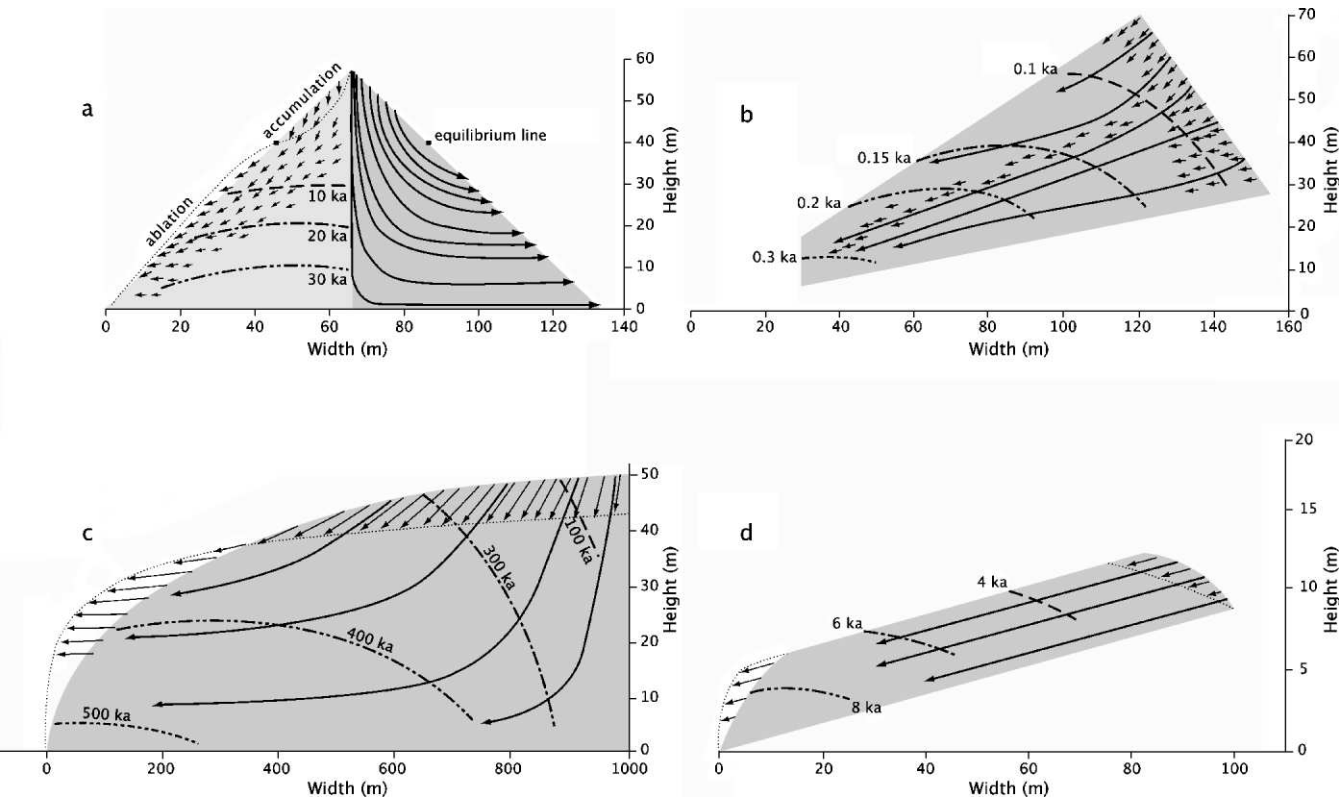 a
accumulation
equilibrium line
ablation
10 ka
20 ka
30 ka
60
50
40
30
20
10
0
Height (m)
0
20
40
60
80
100
120
140
Width (m)
b
0.1 ka
0.15 ka
0.2 ka
0.3 ka
70
60
50
40
30
20
10
0
Height (m)
0
20
40
60
80
100
120
140
160
Width (m)
c
100 ka
300 ka
400 ka
500 ka
50
40
30
20
10
0
Height (m)
0
200
400
600
800
1000
Width (m)
d
4 ka
6 ka
8 ka
20
15
10
5
0
Height (m)
0
20
40
60
80
100
Width (m)